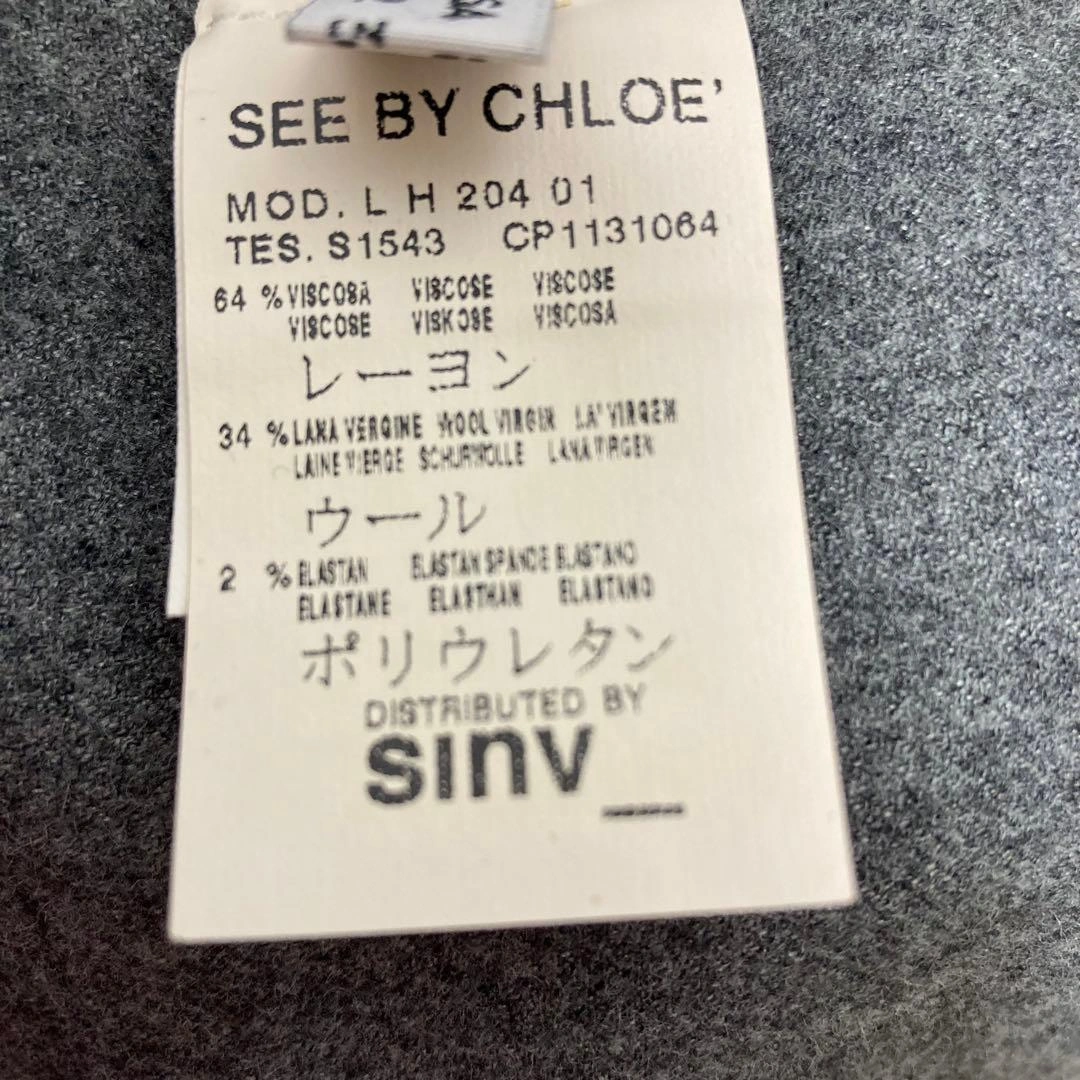 SEE BY CHLOE'
MOD. L H 204 01
TES. S1543 CP1131064
64 % VISCOSA VISCOSE VISCOSE
VISCOSE VISKOSE VISCOSA
レーヨン
34 % LANA VERGINE WOOL VIRGIN LA' VIRGEM
LAINE VIERGE SCHURWOLLE LANA VIRGEN
ウール
2 % ELASTAN ELASTAN SPANDE ELASTANO
ELASTANE ELASTHAN ELASTANO
ポリウレタン
DISTRIBUTED BY
sinv